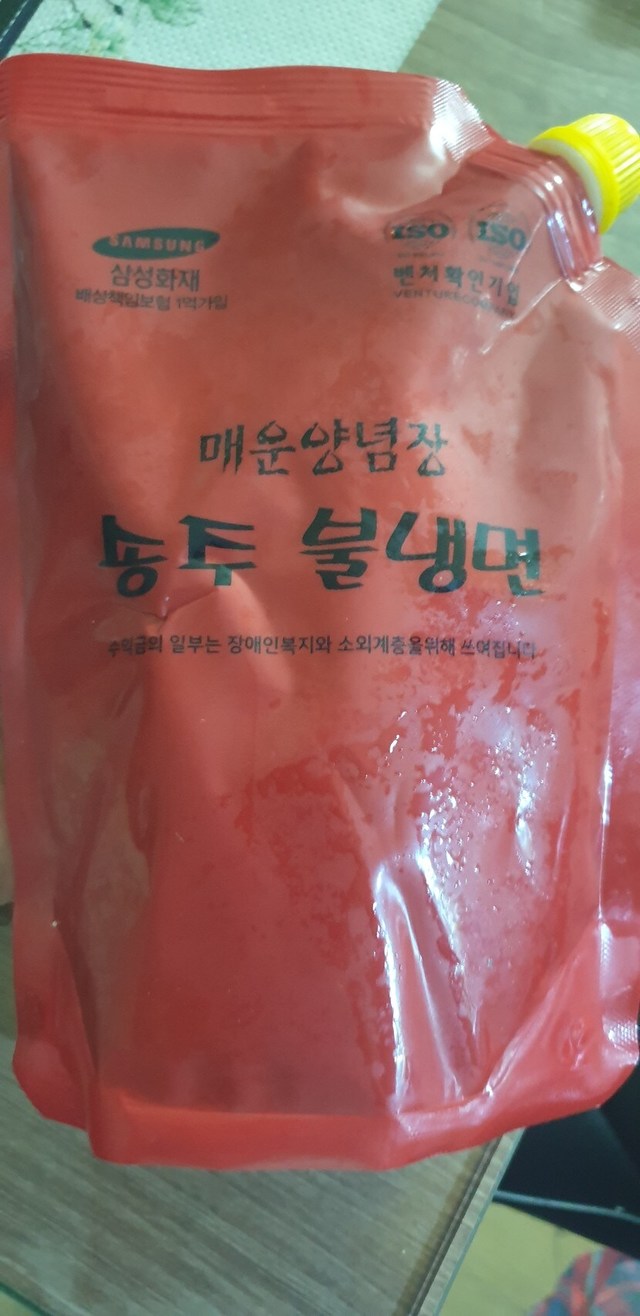 SAMSUNG
삼성화재
배상책임보험 1억가입
ISO ISO
벤처확인기업
매운양념장
송주 불냉면
수익금의 일부는 장애인복지와 소외계층을위해 쓰여집니다